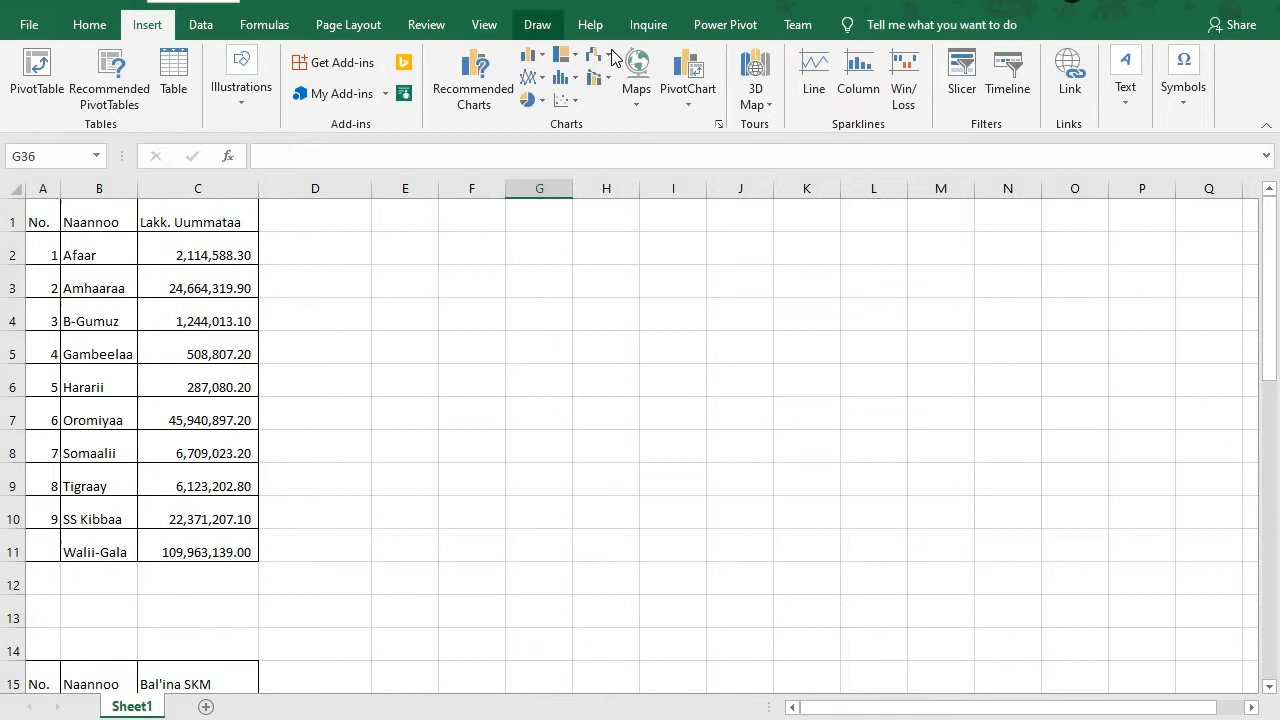 File Home Insert Data Formulas Page Layout Review View Draw Help Inquire Power Pivot Team Tell me what you want to do Share
PivotTable Recommended PivotTables Table Illustrations Get Add-ins My Add-ins Recommended Charts Maps PivotChart 3D Map Line Column Win/ Loss Slicer Timeline Link Text Symbols
Tables Add-ins Charts Tours Sparklines Filters Links
G36 fx
A B C D E F G H I J K L M N O P Q
1 No. Naannoo Lakk. Uummataa
2 1 Afaar 2,114,588.30
3 2 Amhaaraa 24,664,319.90
4 3 B-Gumuz 1,244,013.10
5 4 Gambeelaa 508,807.20
6 5 Hararii 287,080.20
7 6 Oromiyaa 45,940,897.20
8 7 Somaalii 6,709,023.20
9 8 Tigraay 6,123,202.80
10 9 SS Kibbaa 22,371,207.10
11 Walii-Gala 109,963,139.00
12
13
14
15 No. Naannoo Bal'ina SKM
Sheet1